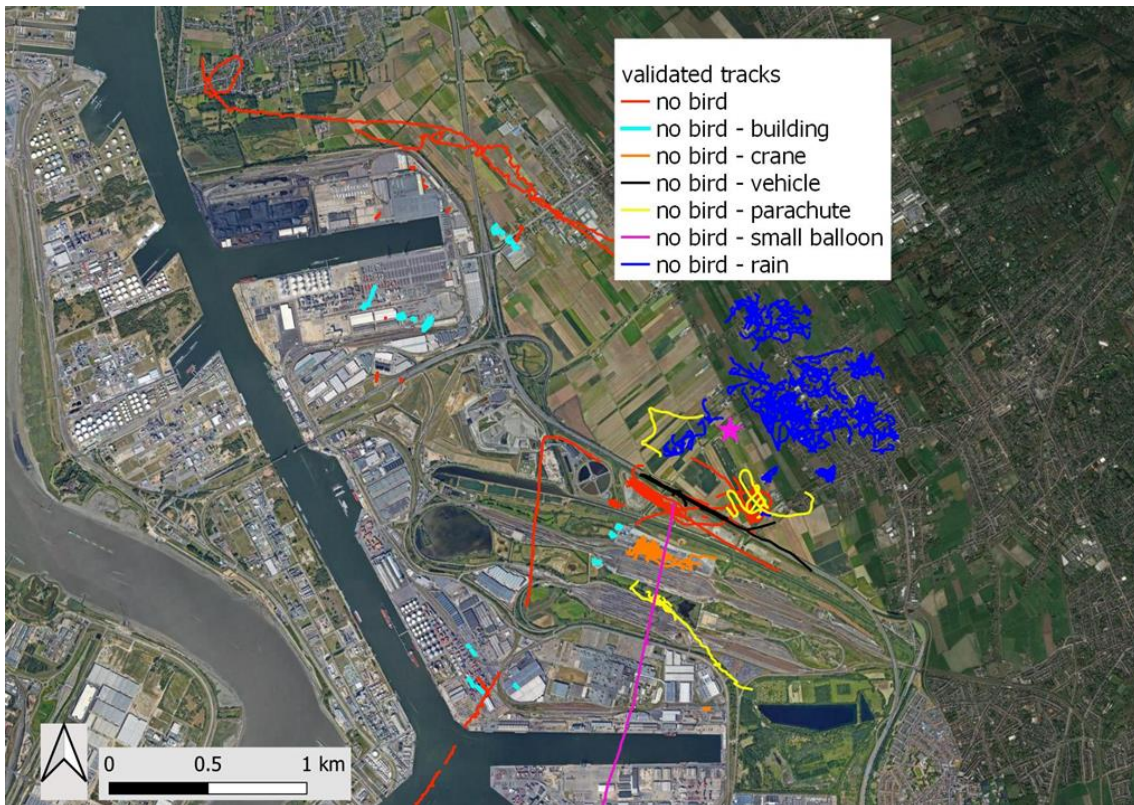 validated tracks
no bird
no bird - building
no bird - crane
no bird - vehicle
no bird - parachute
no bird - small balloon
no bird - rain
0 0.5 1 km